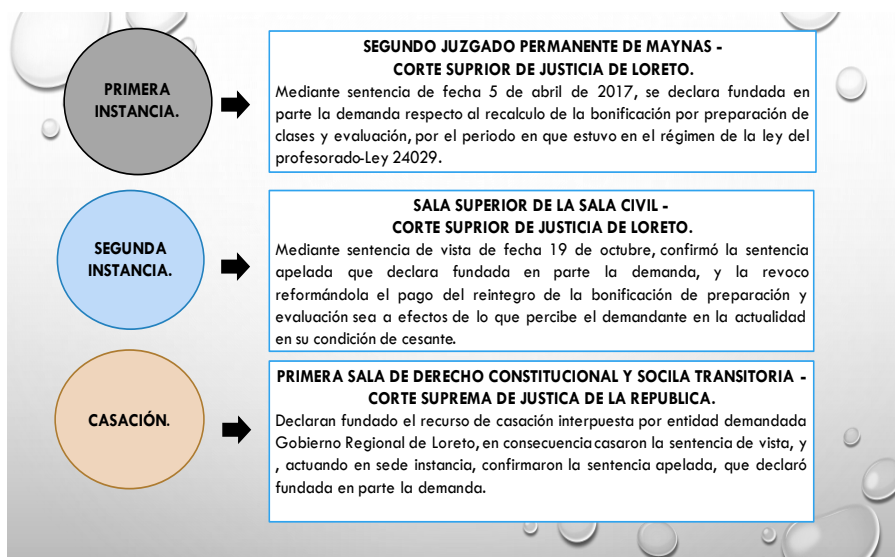 PRIMERA
INSTANCIA.
SEGUNDO JUZGADO PERMANENTE DE MAYNAS -
CORTE SUPRIOR DE JUSTICIA DE LORETO.
Mediante sentencia de fecha 5 de abril de 2017, se declara fundada en
parte la demanda respecto al recalculo de la bonificación por preparación de
clases y evaluación, por el periodo en que estuvo en el régimen de la ley del
profesorado-Ley 24029.
SEGUNDA
INSTANCIA.
SALA SUPERIOR DE LA SALA CIVIL -
CORTE SUPRIOR DE JUSTICIA DE LORETO.
Mediante sentencia de vista de fecha 19 de octubre, confirmó la sentencia
apelada que declara fundada en parte la demanda, y la revoco
reformándola el pago del reintegro de la bonificación de preparación y
evaluación sea a efectos de lo que percibe el demandante en la actualidad
en su condición de cesante.
CASACIÓN.
PRIMERA SALA DE DERECHO CONSTITUCIONAL Y SOCILA TRANSITORIA -
CORTE SUPREMA DE JUSTICA DE LA REPUBLICA.
Declaran fundado el recurso de casación interpuesta por entidad demandada
Gobierno Regional de Loreto, en consecuencia casaron la sentencia de vista, y
, actuando en sede instancia, confirmaron la sentencia apelada, que declaró
fundada en parte la demanda.